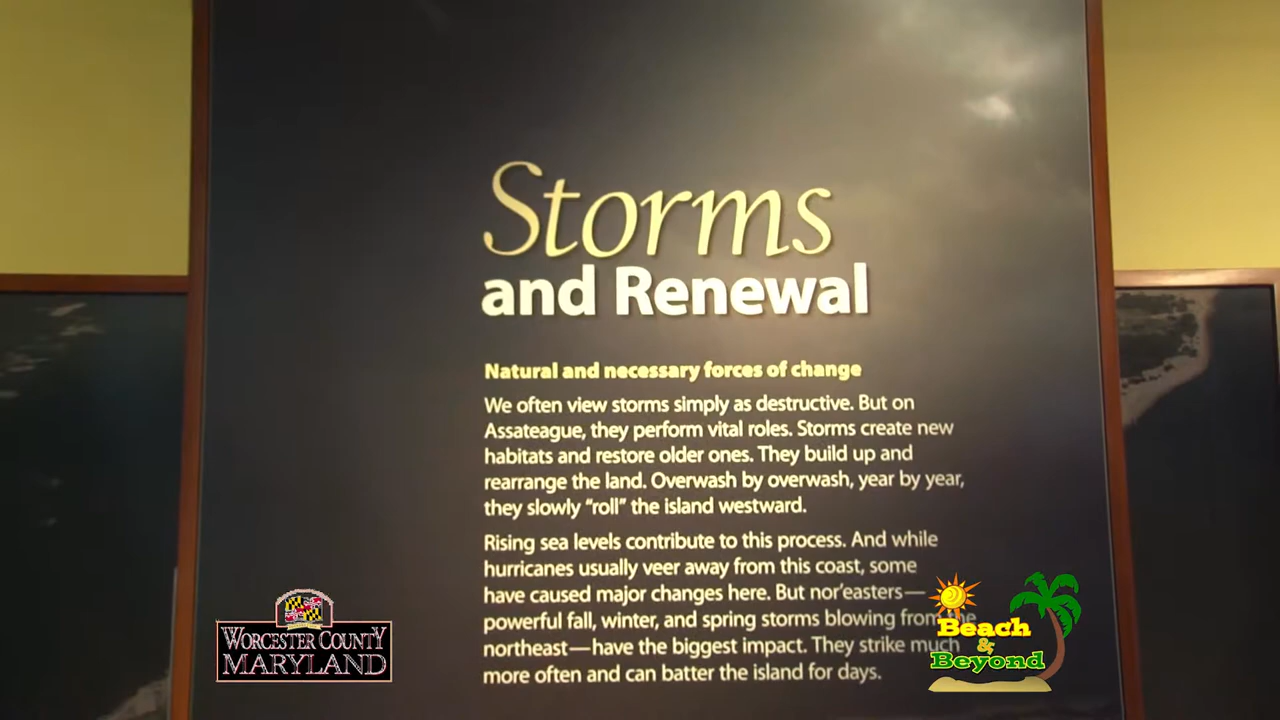 Storms
and Renewal
Natural and necessary forces of change
We often view storms simply as destructive. But on
Assateague, they perform vital roles. Storms create new
habitats and restore older ones. They build up and
rearrange the land. Overwash by overwash, year by year,
they slowly “roll” the island westward.
Rising sea levels contribute to this process. And while
hurricanes usually veer away from this coast, some
have caused major changes here. But nor’easters—
powerful fall, winter, and spring storms blowing from the
northeast—have the biggest impact. They strike much
more often and can batter the island for days.
WORCESTER COUNTY
MARYLAND
Beach
&
Beyond